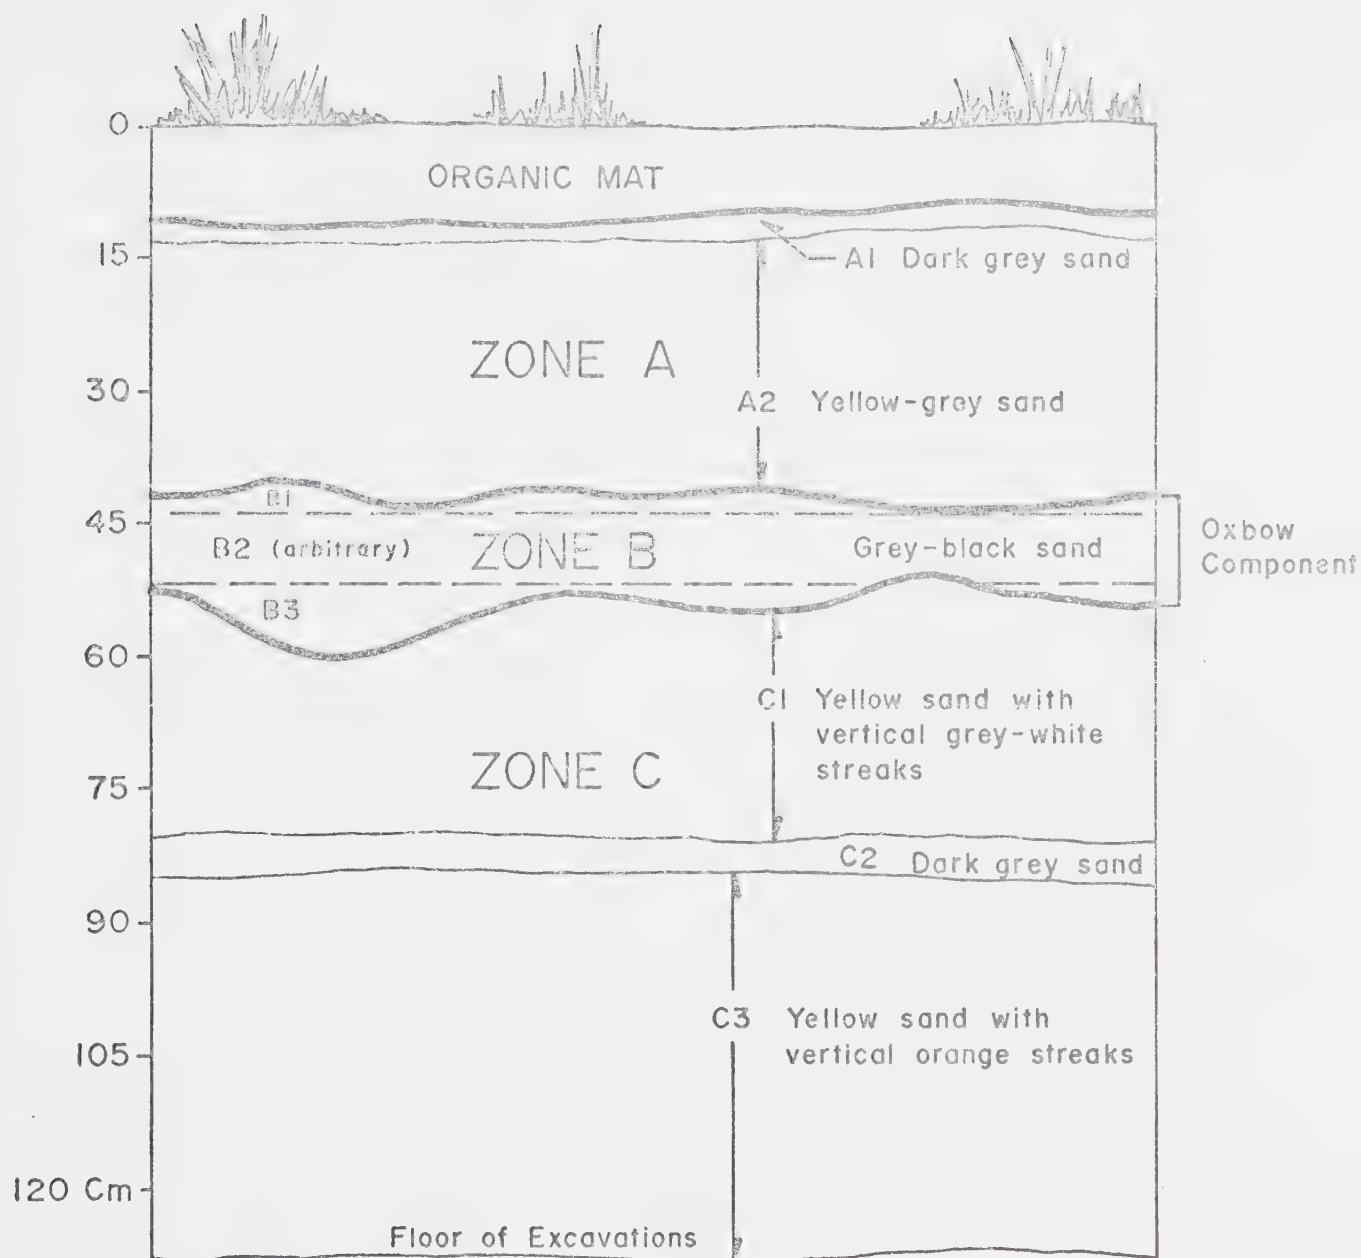 0
ORGANIC MAT
15
A1 Dark grey sand
ZONE A
30
A2 Yellow-grey sand
B1
45
B2 (arbitrary)
ZONE B
Grey-black sand
Oxbow
Component
B3
60
C1 Yellow sand with
vertical grey-white
streaks
ZONE C
75
C2 Dark grey sand
90
C3 Yellow sand with
vertical orange streaks
105
120 Cm
Floor of Excavations